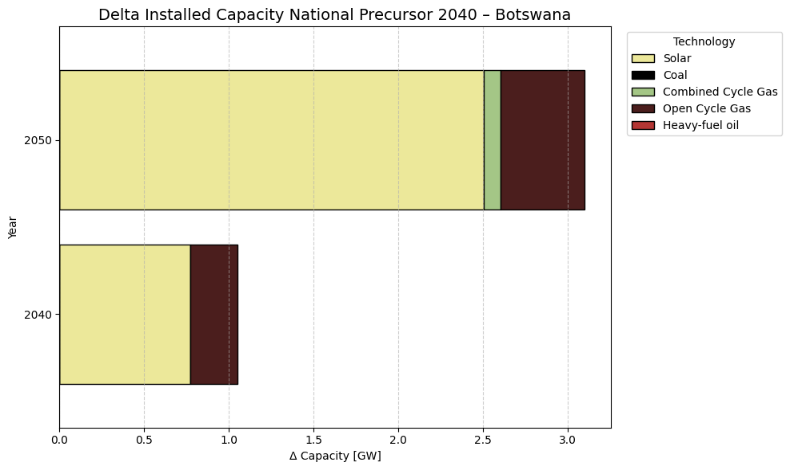 Delta Installed Capacity National Precursor 2040 – Botswana
Technology
Solar
Coal
Combined Cycle Gas
Open Cycle Gas
Heavy-fuel oil
Year
2050
2040
0.0 0.5 1.0 1.5 2.0 2.5 3.0
Δ Capacity [GW]